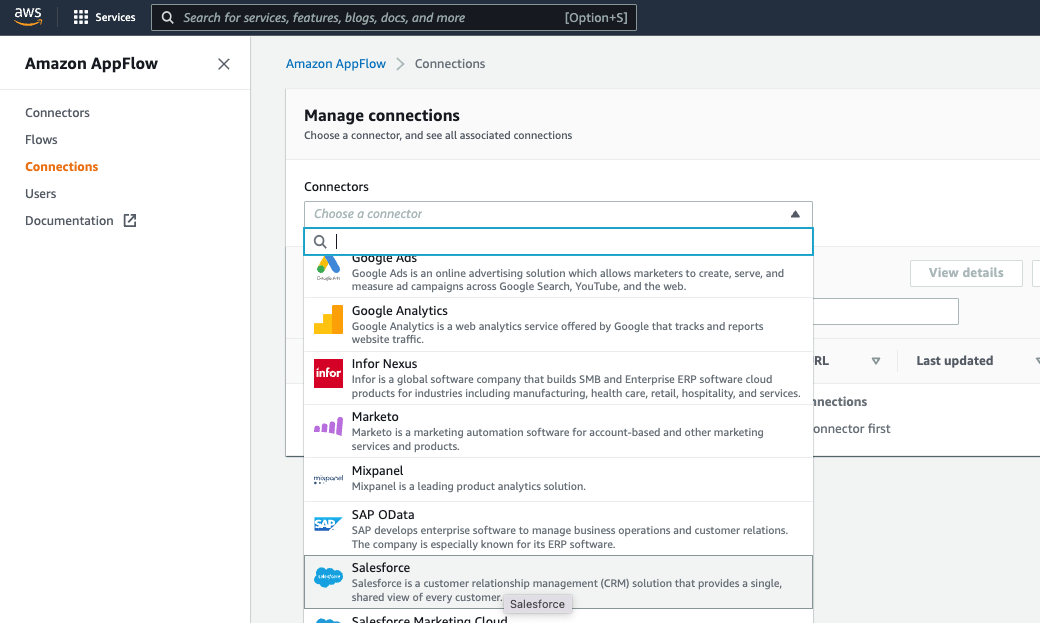 aws
Services
Search for services, features, blogs, docs, and more
[Option+S]
Amazon AppFlow
Connectors
Flows
Connections
Users
Documentation
Amazon AppFlow
Connections
Manage connections
Choose a connector, and see all associated connections
Connectors
Choose a connector
Google Ads
Google Ads
Google Ads is an online advertising solution which allows marketers to create, serve, and
measure ad campaigns across Google Search, YouTube, and the web.
Google Analytics
Google Analytics is a web analytics service offered by Google that tracks and reports
website traffic.
infor
Infor Nexus
Infor is a global software company that builds SMB and Enterprise ERP software cloud
products for industries including manufacturing, health care, retail, hospitality, and services.
Marketo
Marketo is a marketing automation software for account-based and other marketing
services and products.
mixpanel
Mixpanel
Mixpanel is a leading product analytics solution.
SAP
SAP OData
SAP develops enterprise software to manage business operations and customer relations.
The company is especially known for its ERP software.
salesforce
Salesforce
Salesforce is a customer relationship management (CRM) solution that provides a single,
shared view of every customer.
Salesforce
Salesforce Marketing Cloud
View details
RL
Last updated
nnections
onnector first